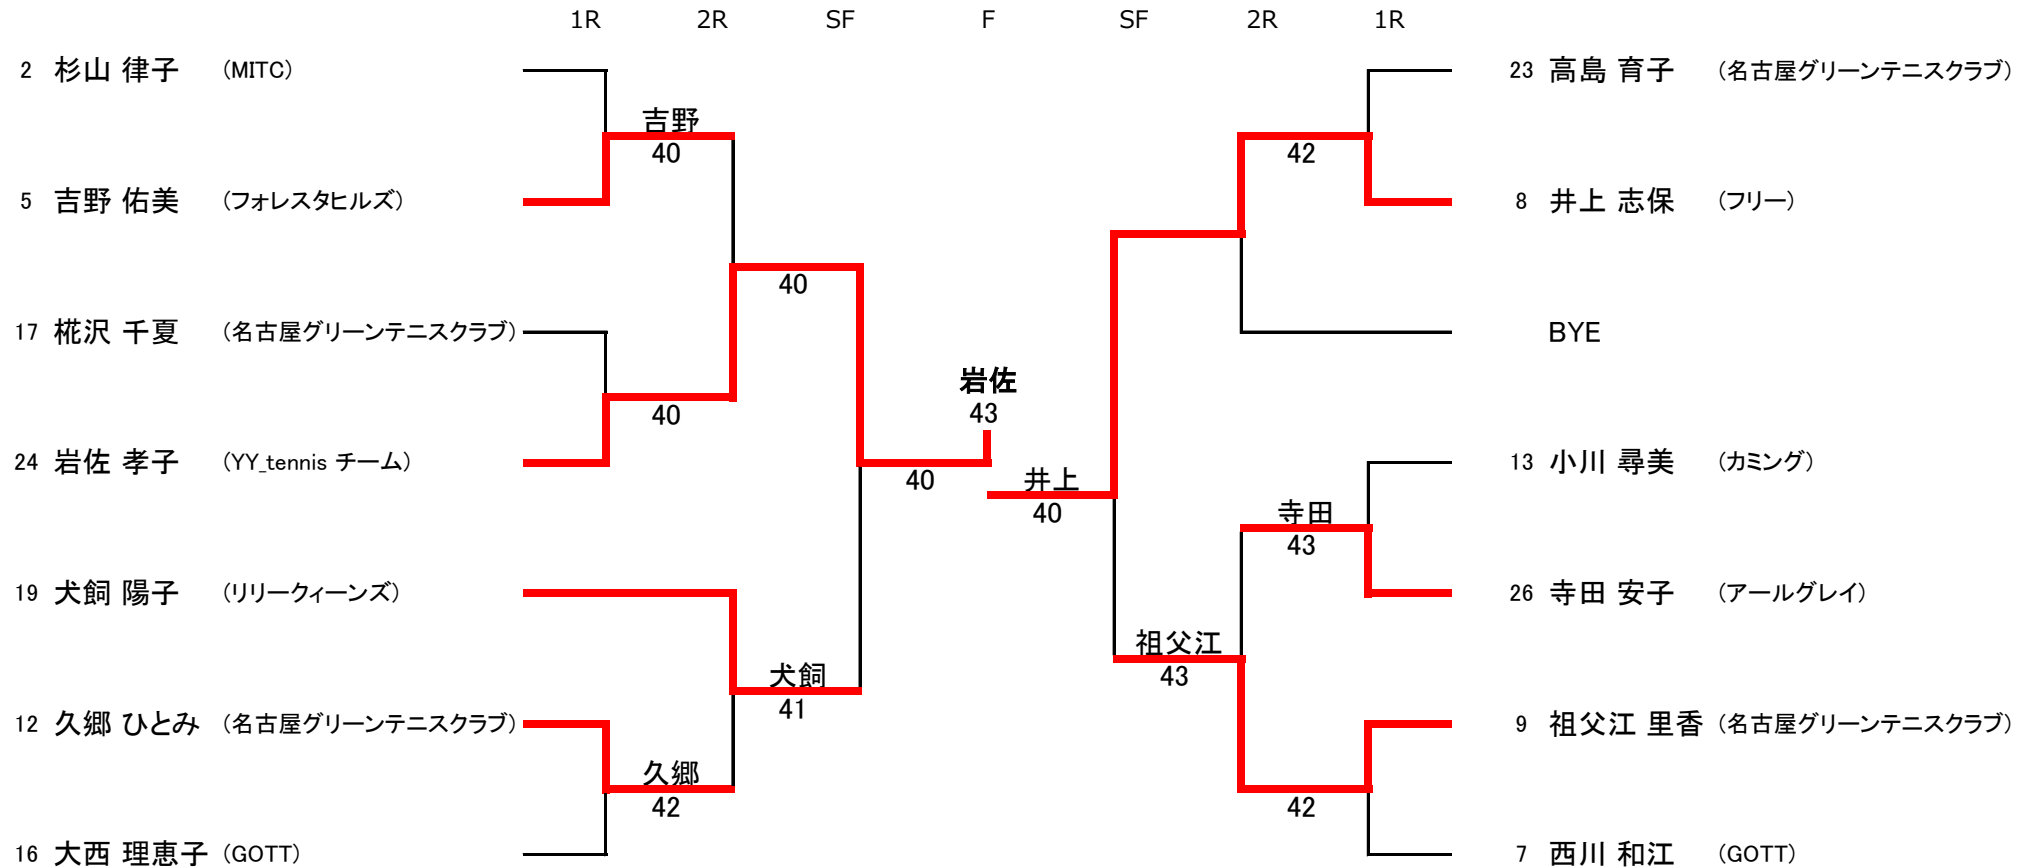 1R 2R SF F SF 2R 1R
2 杉山 律子 (MITC) 23 高島 育子 (名古屋グリーンテニスクラブ)
吉野
40 42
5 吉野 佑美 (フォレスタヒルズ) 8 井上 志保 (フリー)
40
17 椛沢 千夏 (名古屋グリーンテニスクラブ) BYE
岩佐
40 43
24 岩佐 孝子 (YY_tennis チーム) 13 小川 尋美 (カミング)
40 井上
40 寺田
43
19 犬飼 陽子 (リリークィーンズ) 26 寺田 安子 (アールグレイ)
祖父江
犬飼 43
41
12 久郷 ひとみ (名古屋グリーンテニスクラブ) 9 祖父江 里香 (名古屋グリーンテニスクラブ)
久郷
42 42
16 大西 理恵子 (GOTT) 7 西川 和江 (GOTT)